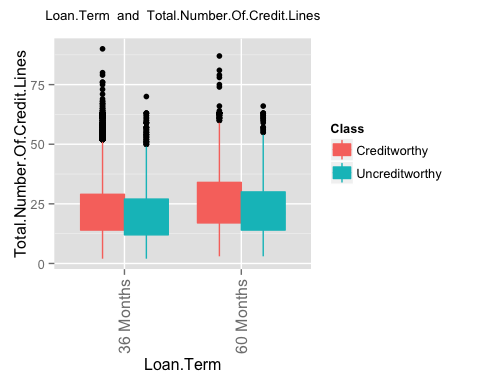 Loan.Term and Total.Number.Of.Credit.Lines
Total.Number.Of.Credit.Lines
75
50
25
0
36 Months
60 Months
Loan.Term
Class
Creditworthy
Uncreditworthy